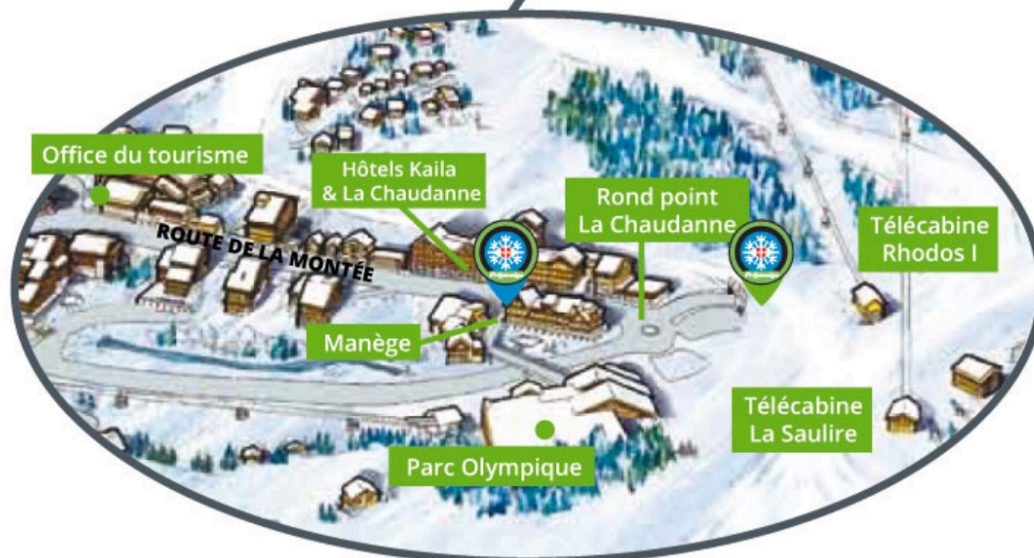 Office du tourisme
Hôtels Kaila
& La Chaudanne
Rond point
La Chaudanne
Télécabine
Rhodos I
ROUTE DE LA MONTÉE
Manège
Télécabine
La Saulire
Parc Olympique